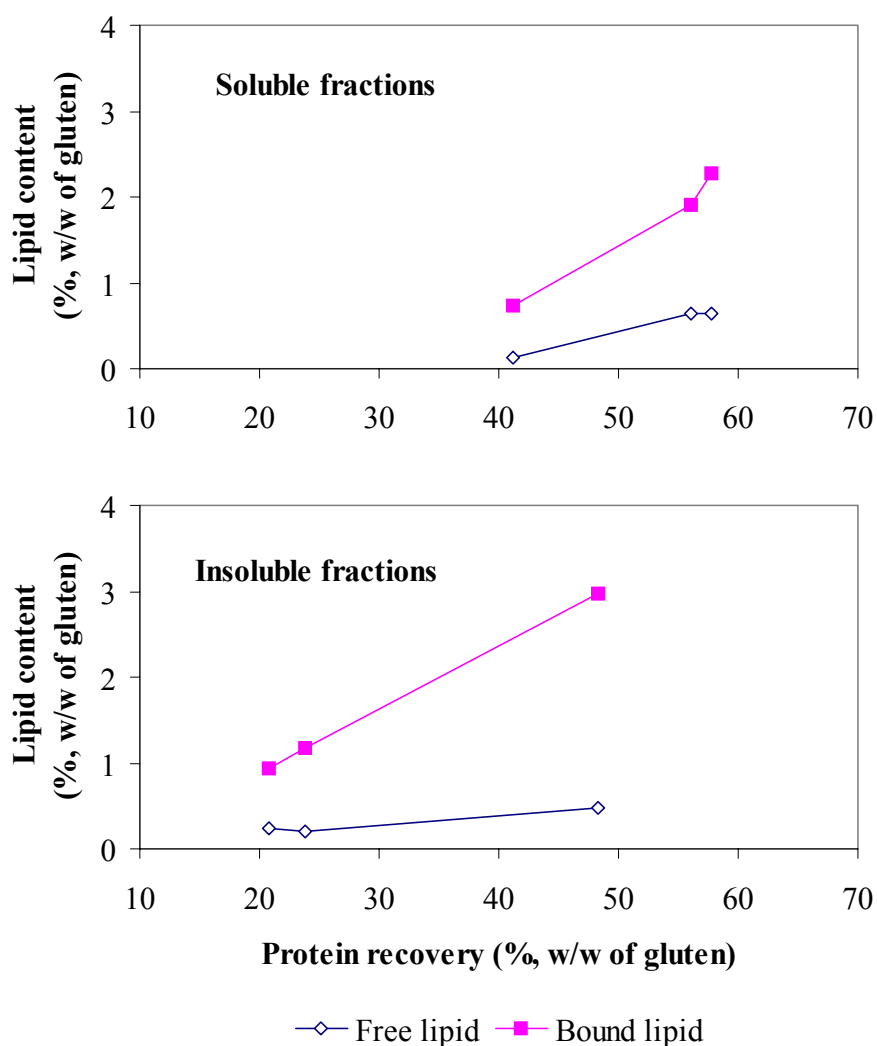 Lipid content
(%, w/w of gluten)
4
3
2
1
0
Soluble fractions
10 20 30 40 50 60 70
Lipid content
(%, w/w of gluten)
4
3
2
1
0
Insoluble fractions
10 20 30 40 50 60 70
Protein recovery (%, w/w of gluten)
Free lipid Bound lipid